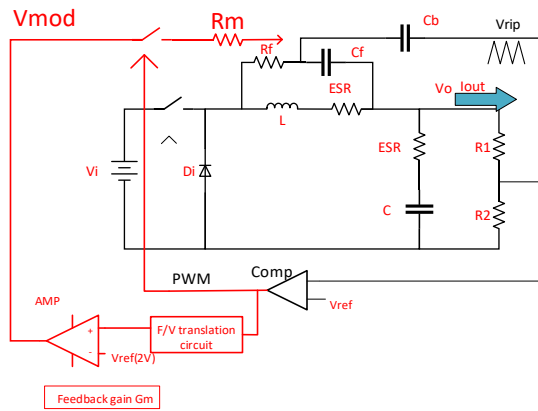 Vmod
Rm
Cb
Vrip
Rf
Cf
ESR
L
Vo
Iout
Vi
Di
ESR
C
R1
R2
PWM
Comp
Vref
AMP
F/V translation
circuit
+
-
Vref(2V)
Feedback gain Gm